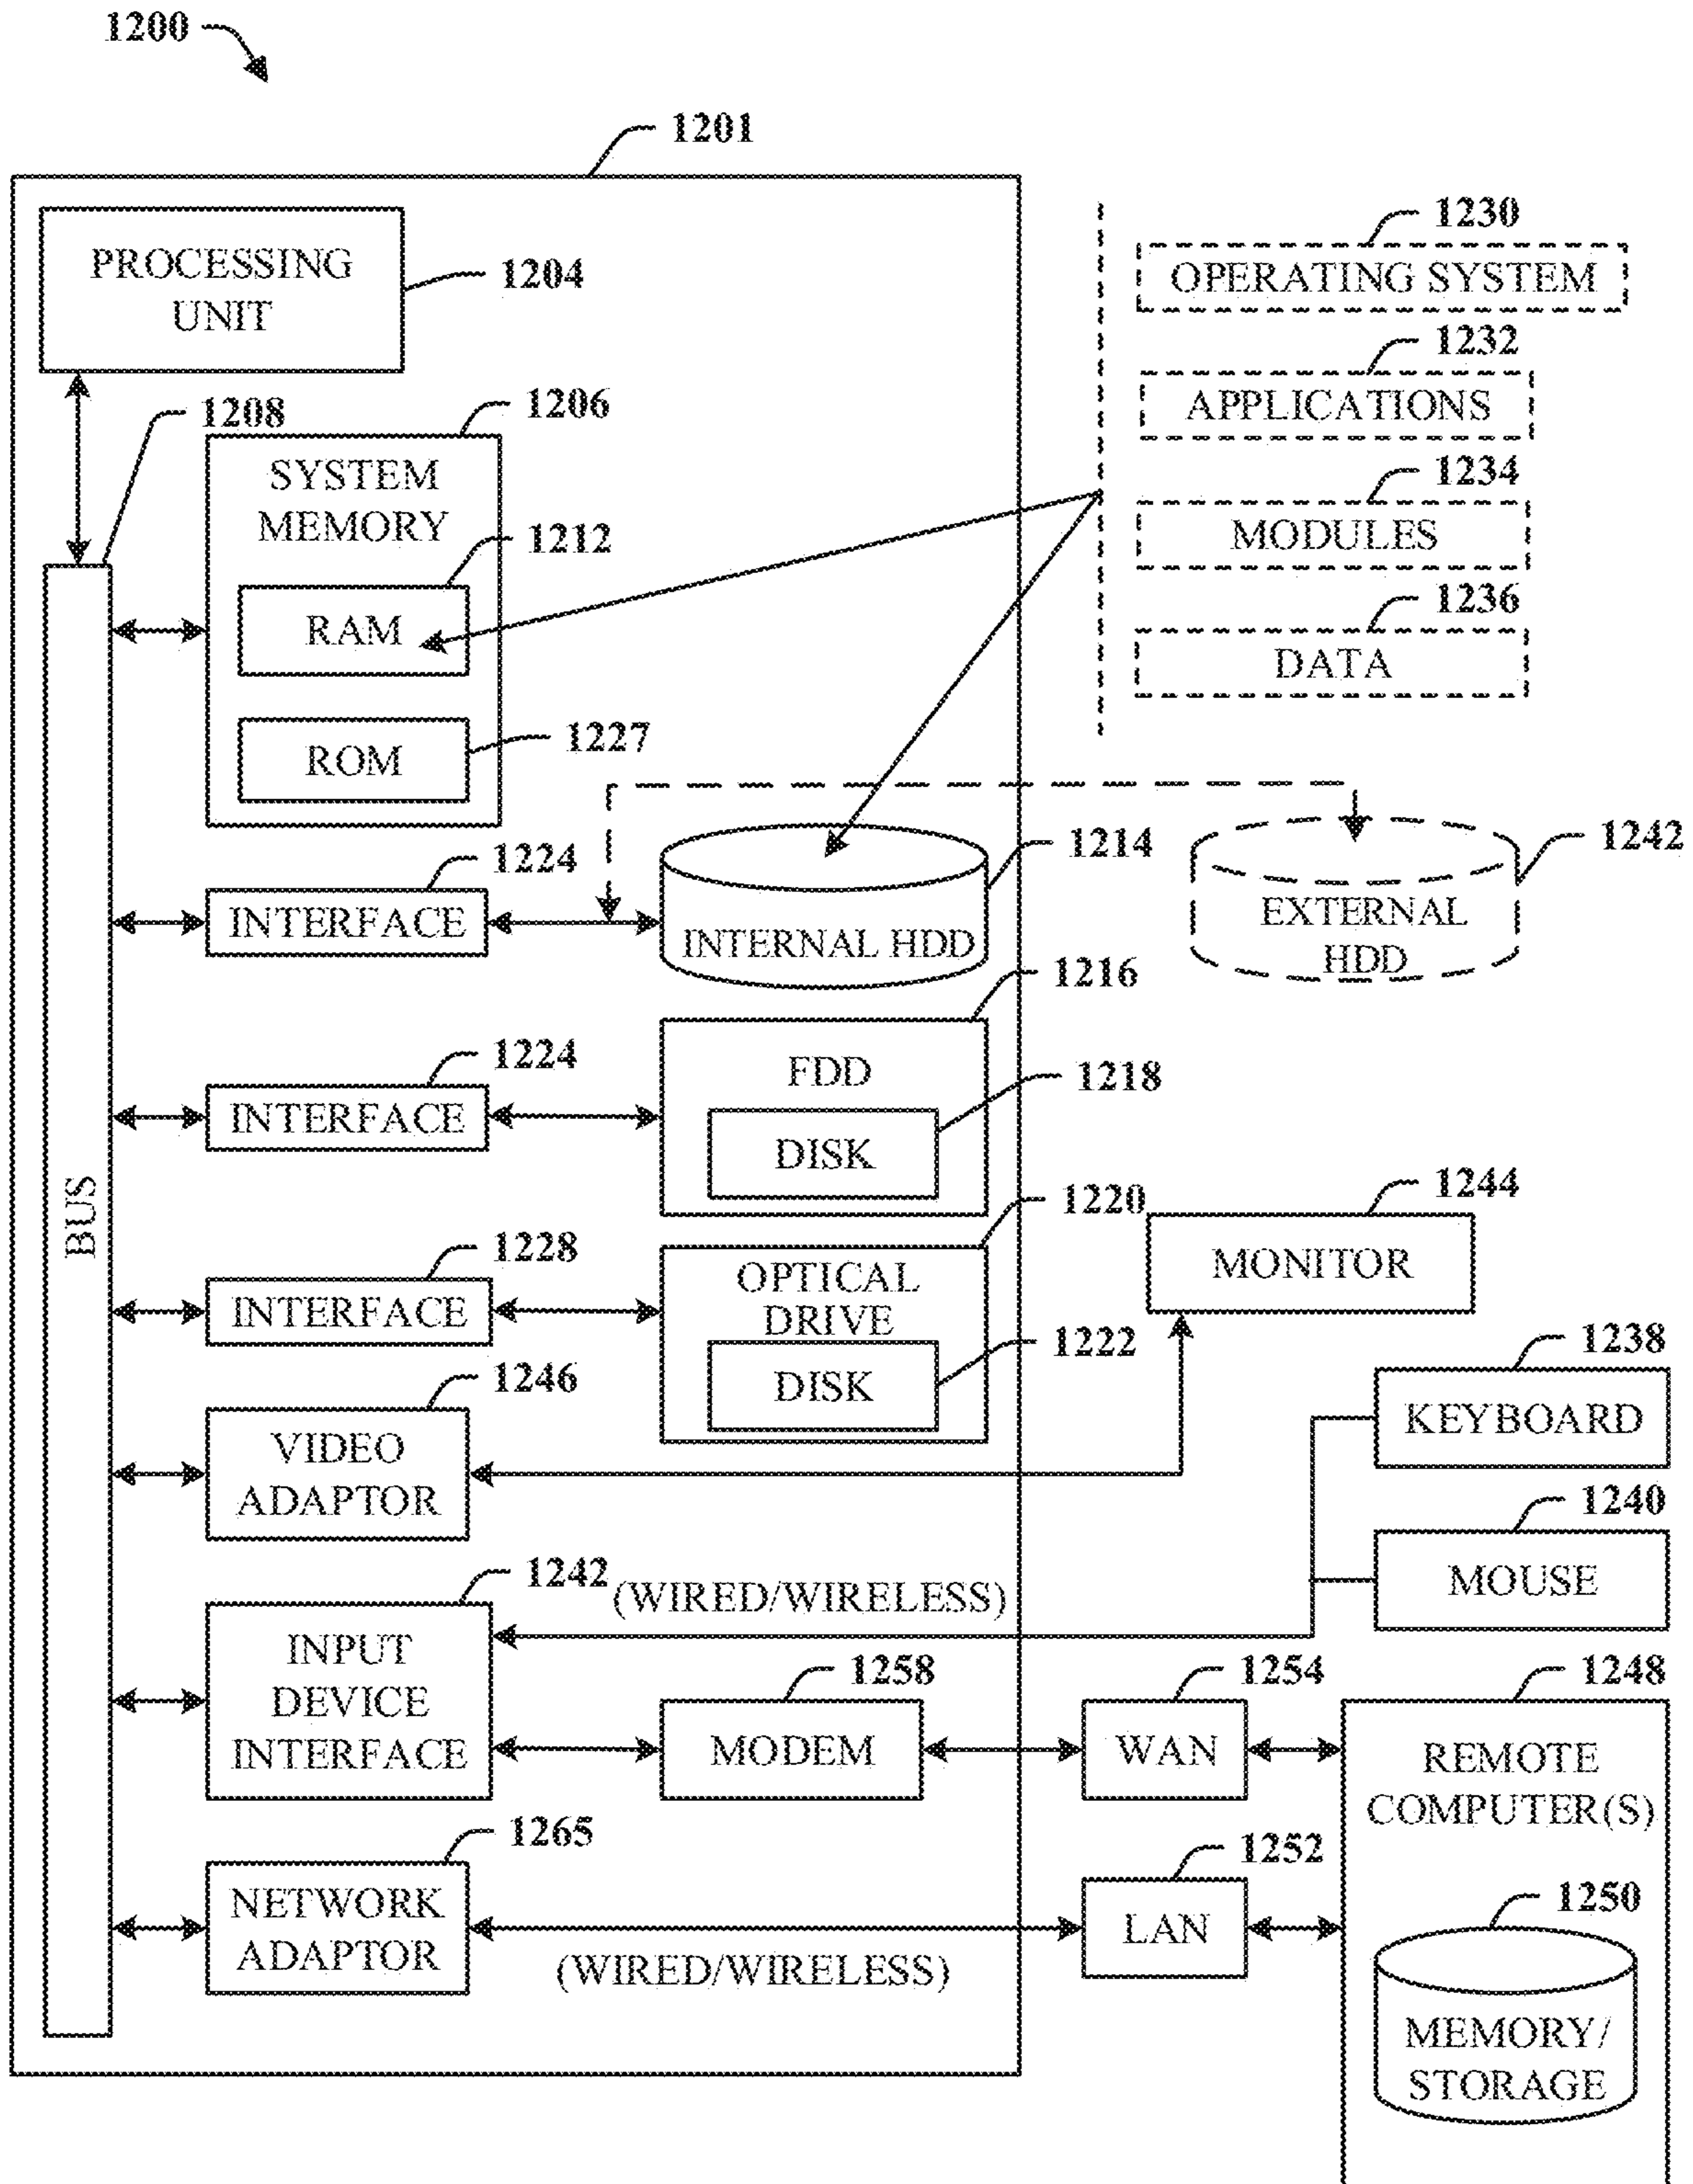 1200
1201
PROCESSING
UNIT
1204
1230
OPERATING SYSTEM
1232
APPLICATIONS
1234
MODULES
1236
DATA
1208
1206
SYSTEM
MEMORY
1212
RAM
ROM
1227
1224
INTERFACE
1214
INTERNAL HDD
1242
EXTERNAL
HDD
1224
INTERFACE
1216
FDD
1218
DISK
BUS
1228
INTERFACE
1220
OPTICAL
DRIVE
1222
DISK
1244
MONITOR
1246
VIDEO
ADAPTOR
1238
KEYBOARD
1240
MOUSE
1242
(WIRED/WIRELESS)
INPUT
DEVICE
INTERFACE
1258
MODEM
1254
WAN
1248
REMOTE
COMPUTER(S)
1265
NETWORK
ADAPTOR
(WIRED/WIRELESS)
1252
LAN
1250
MEMORY/
STORAGE